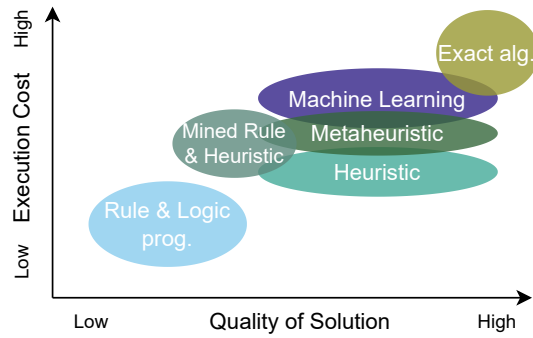 High
Execution Cost
Low
Exact alg.
Machine Learning
Mined Rule
& Heuristic
Metaheuristic
Heuristic
Rule & Logic
prog.
Low
Quality of Solution
High